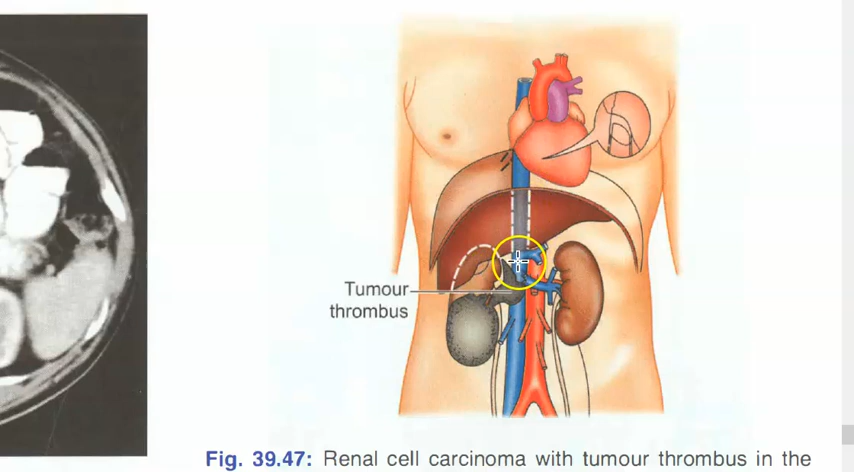 Tumour
thrombus
Fig. 39.47: Renal cell carcinoma with tumour thrombus in the